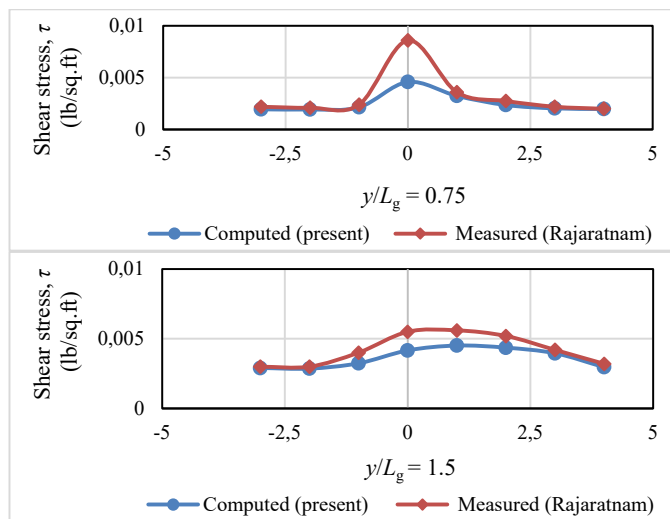 Shear stress, τ
(lb/sq.ft)
0,01
0,005
0
-5
-2,5
0
2,5
5
y/Lg = 0.75
Computed (present)
Measured (Rajaratnam)
Shear stress, τ
(lb/sq.ft)
0,01
0,005
0
-5
-2,5
0
2,5
5
y/Lg = 1.5
Computed (present)
Measured (Rajaratnam)